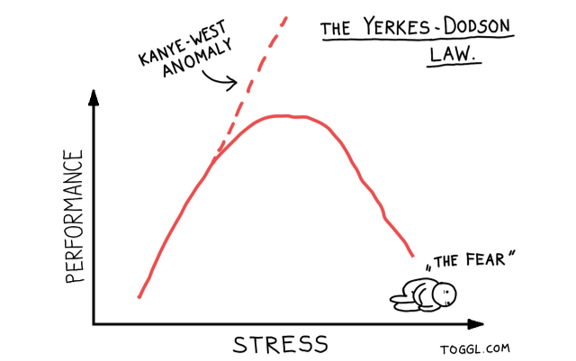 THE YERKES-DODSON
LAW.
KANYE-WEST
ANOMALY
PERFORMANCE
„THE FEAR"
STRESS
TOGGL.COM